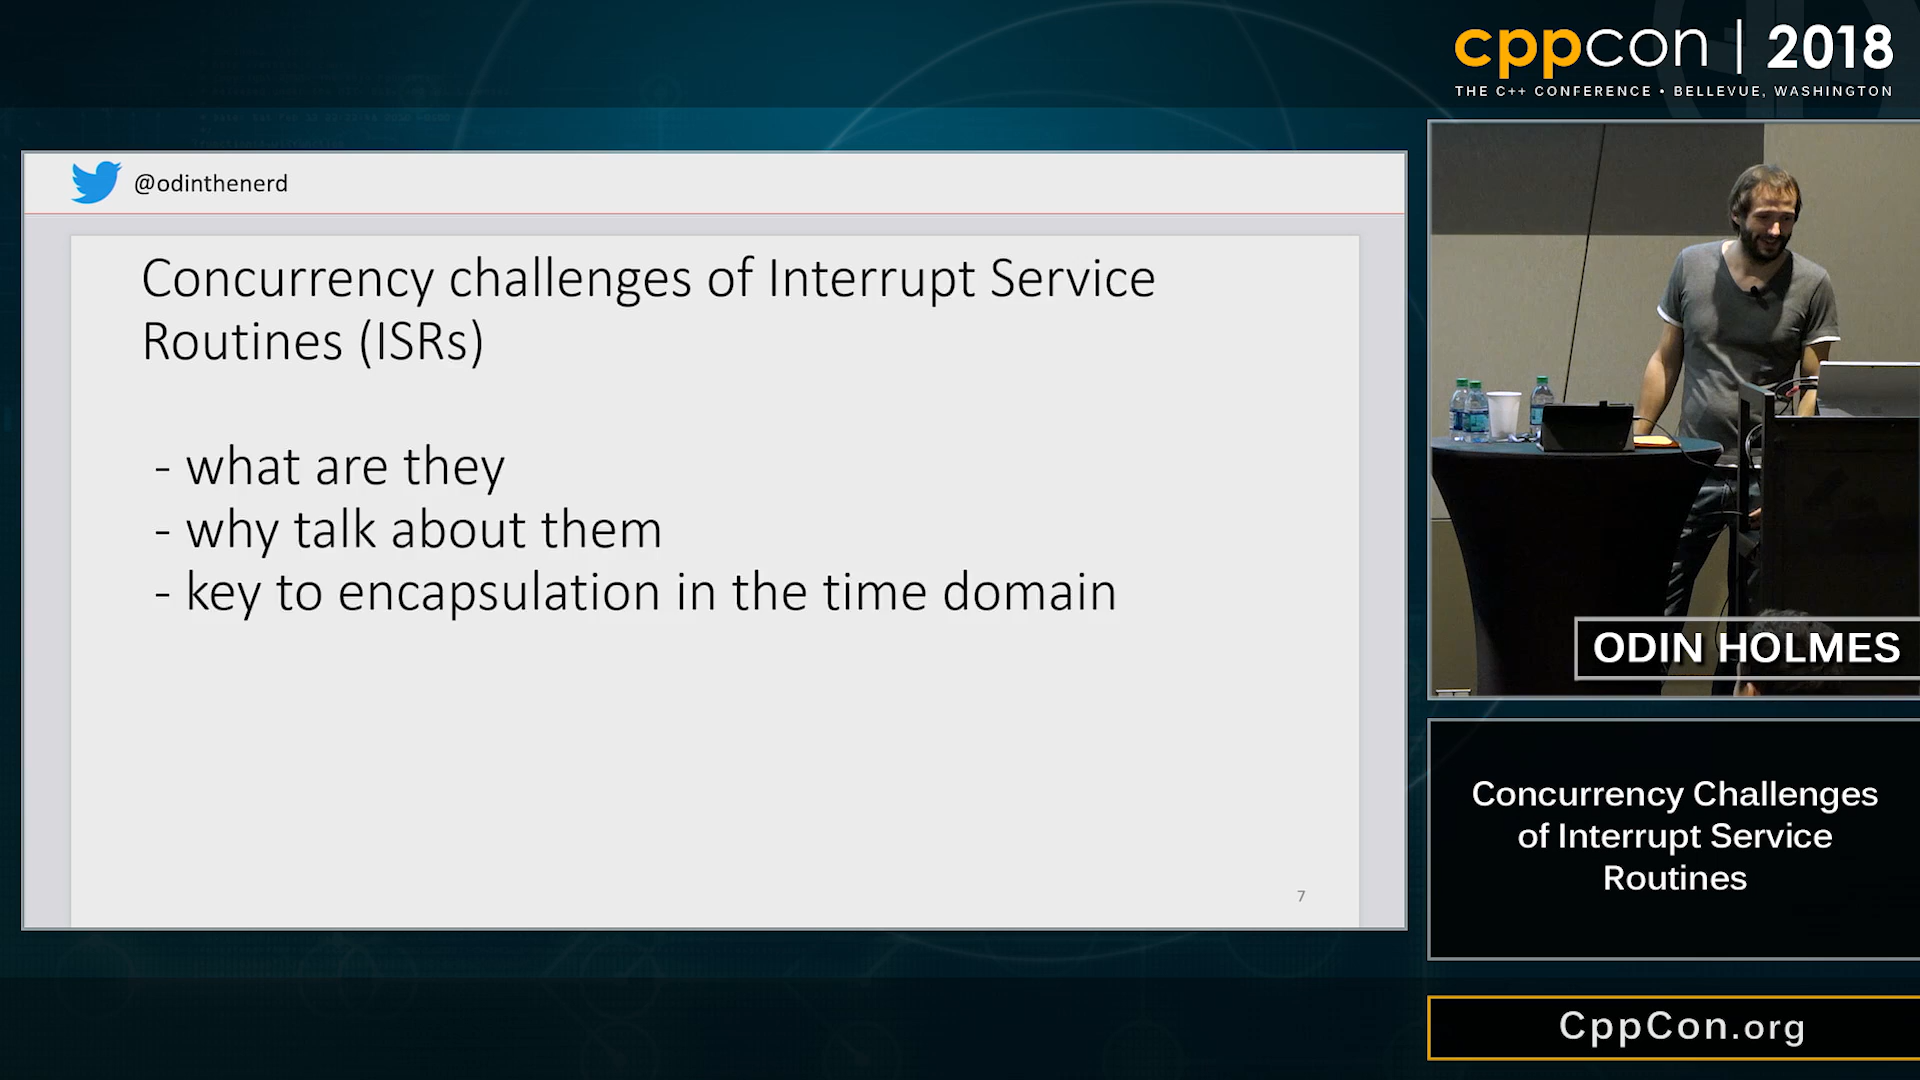 cppcon | 2018
THE C++ CONFERENCE • BELLEVUE, WASHINGTON
@odinthenerd
Concurrency challenges of Interrupt Service
Routines (ISRs)
- what are they
- why talk about them
- key to encapsulation in the time domain
7
ODIN HOLMES
Concurrency Challenges
of Interrupt Service
Routines
CppCon.org